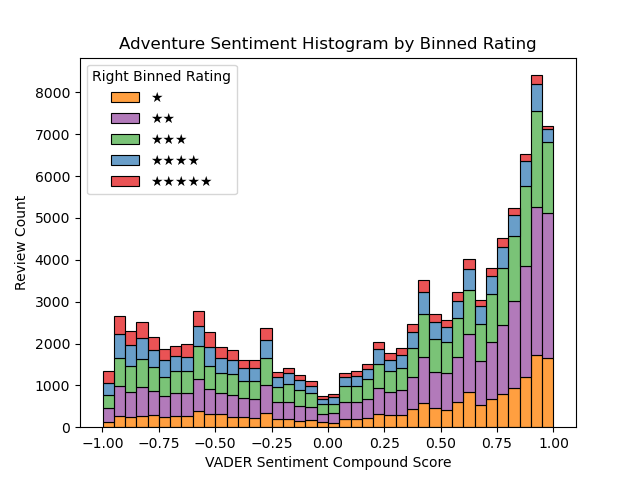 Adventure Sentiment Histogram by Binned Rating
Right Binned Rating
★
★★
★★★
★★★★
★★★★★
8000
7000
6000
5000
4000
3000
2000
1000
0
Review Count
−1.00 −0.75 −0.50 −0.25 0.00 0.25 0.50 0.75 1.00
VADER Sentiment Compound Score